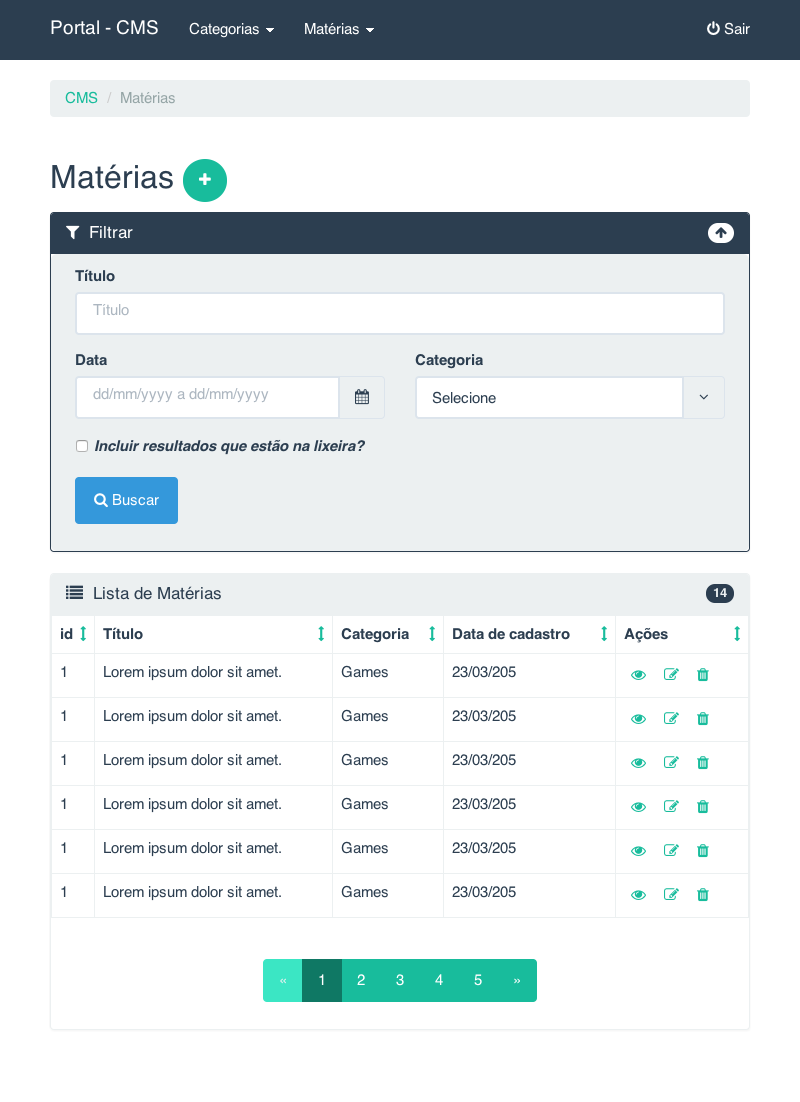 Portal - CMS Categorias Matérias Sair
CMS / Matérias
Matérias
Filtrar
Título
Título
Data Categoria
dd/mm/yyyy a dd/mm/yyyy Selecione
Incluir resultados que estão na lixeira?
Buscar
Lista de Matérias 14
id Título Categoria Data de cadastro Ações
1 Lorem ipsum dolor sit amet. Games 23/03/205
1 Lorem ipsum dolor sit amet. Games 23/03/205
1 Lorem ipsum dolor sit amet. Games 23/03/205
1 Lorem ipsum dolor sit amet. Games 23/03/205
1 Lorem ipsum dolor sit amet. Games 23/03/205
1 Lorem ipsum dolor sit amet. Games 23/03/205
« 1 2 3 4 5 »